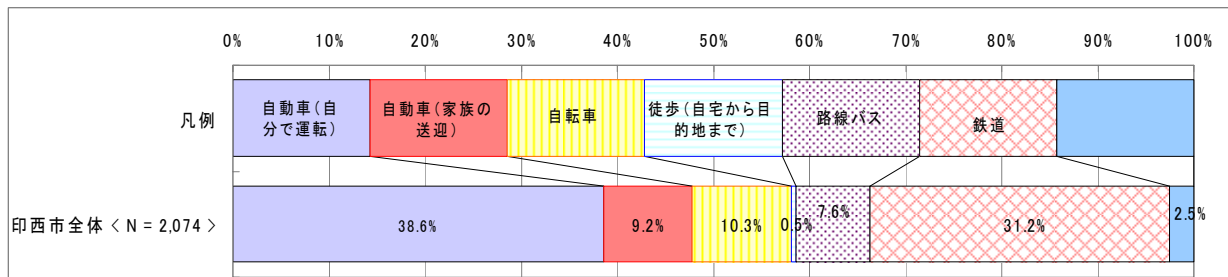 0% 10% 20% 30% 40% 50% 60% 70% 80% 90% 100%
凡例
自動車(自
分で運転)
自動車(家族の
送迎)
自転車
徒歩(自宅から目
的地まで)
路線バス
鉄道
印西市全体<N=2,074>
38.6% 9.2% 10.3% 0.5% 7.6% 31.2% 2.5%